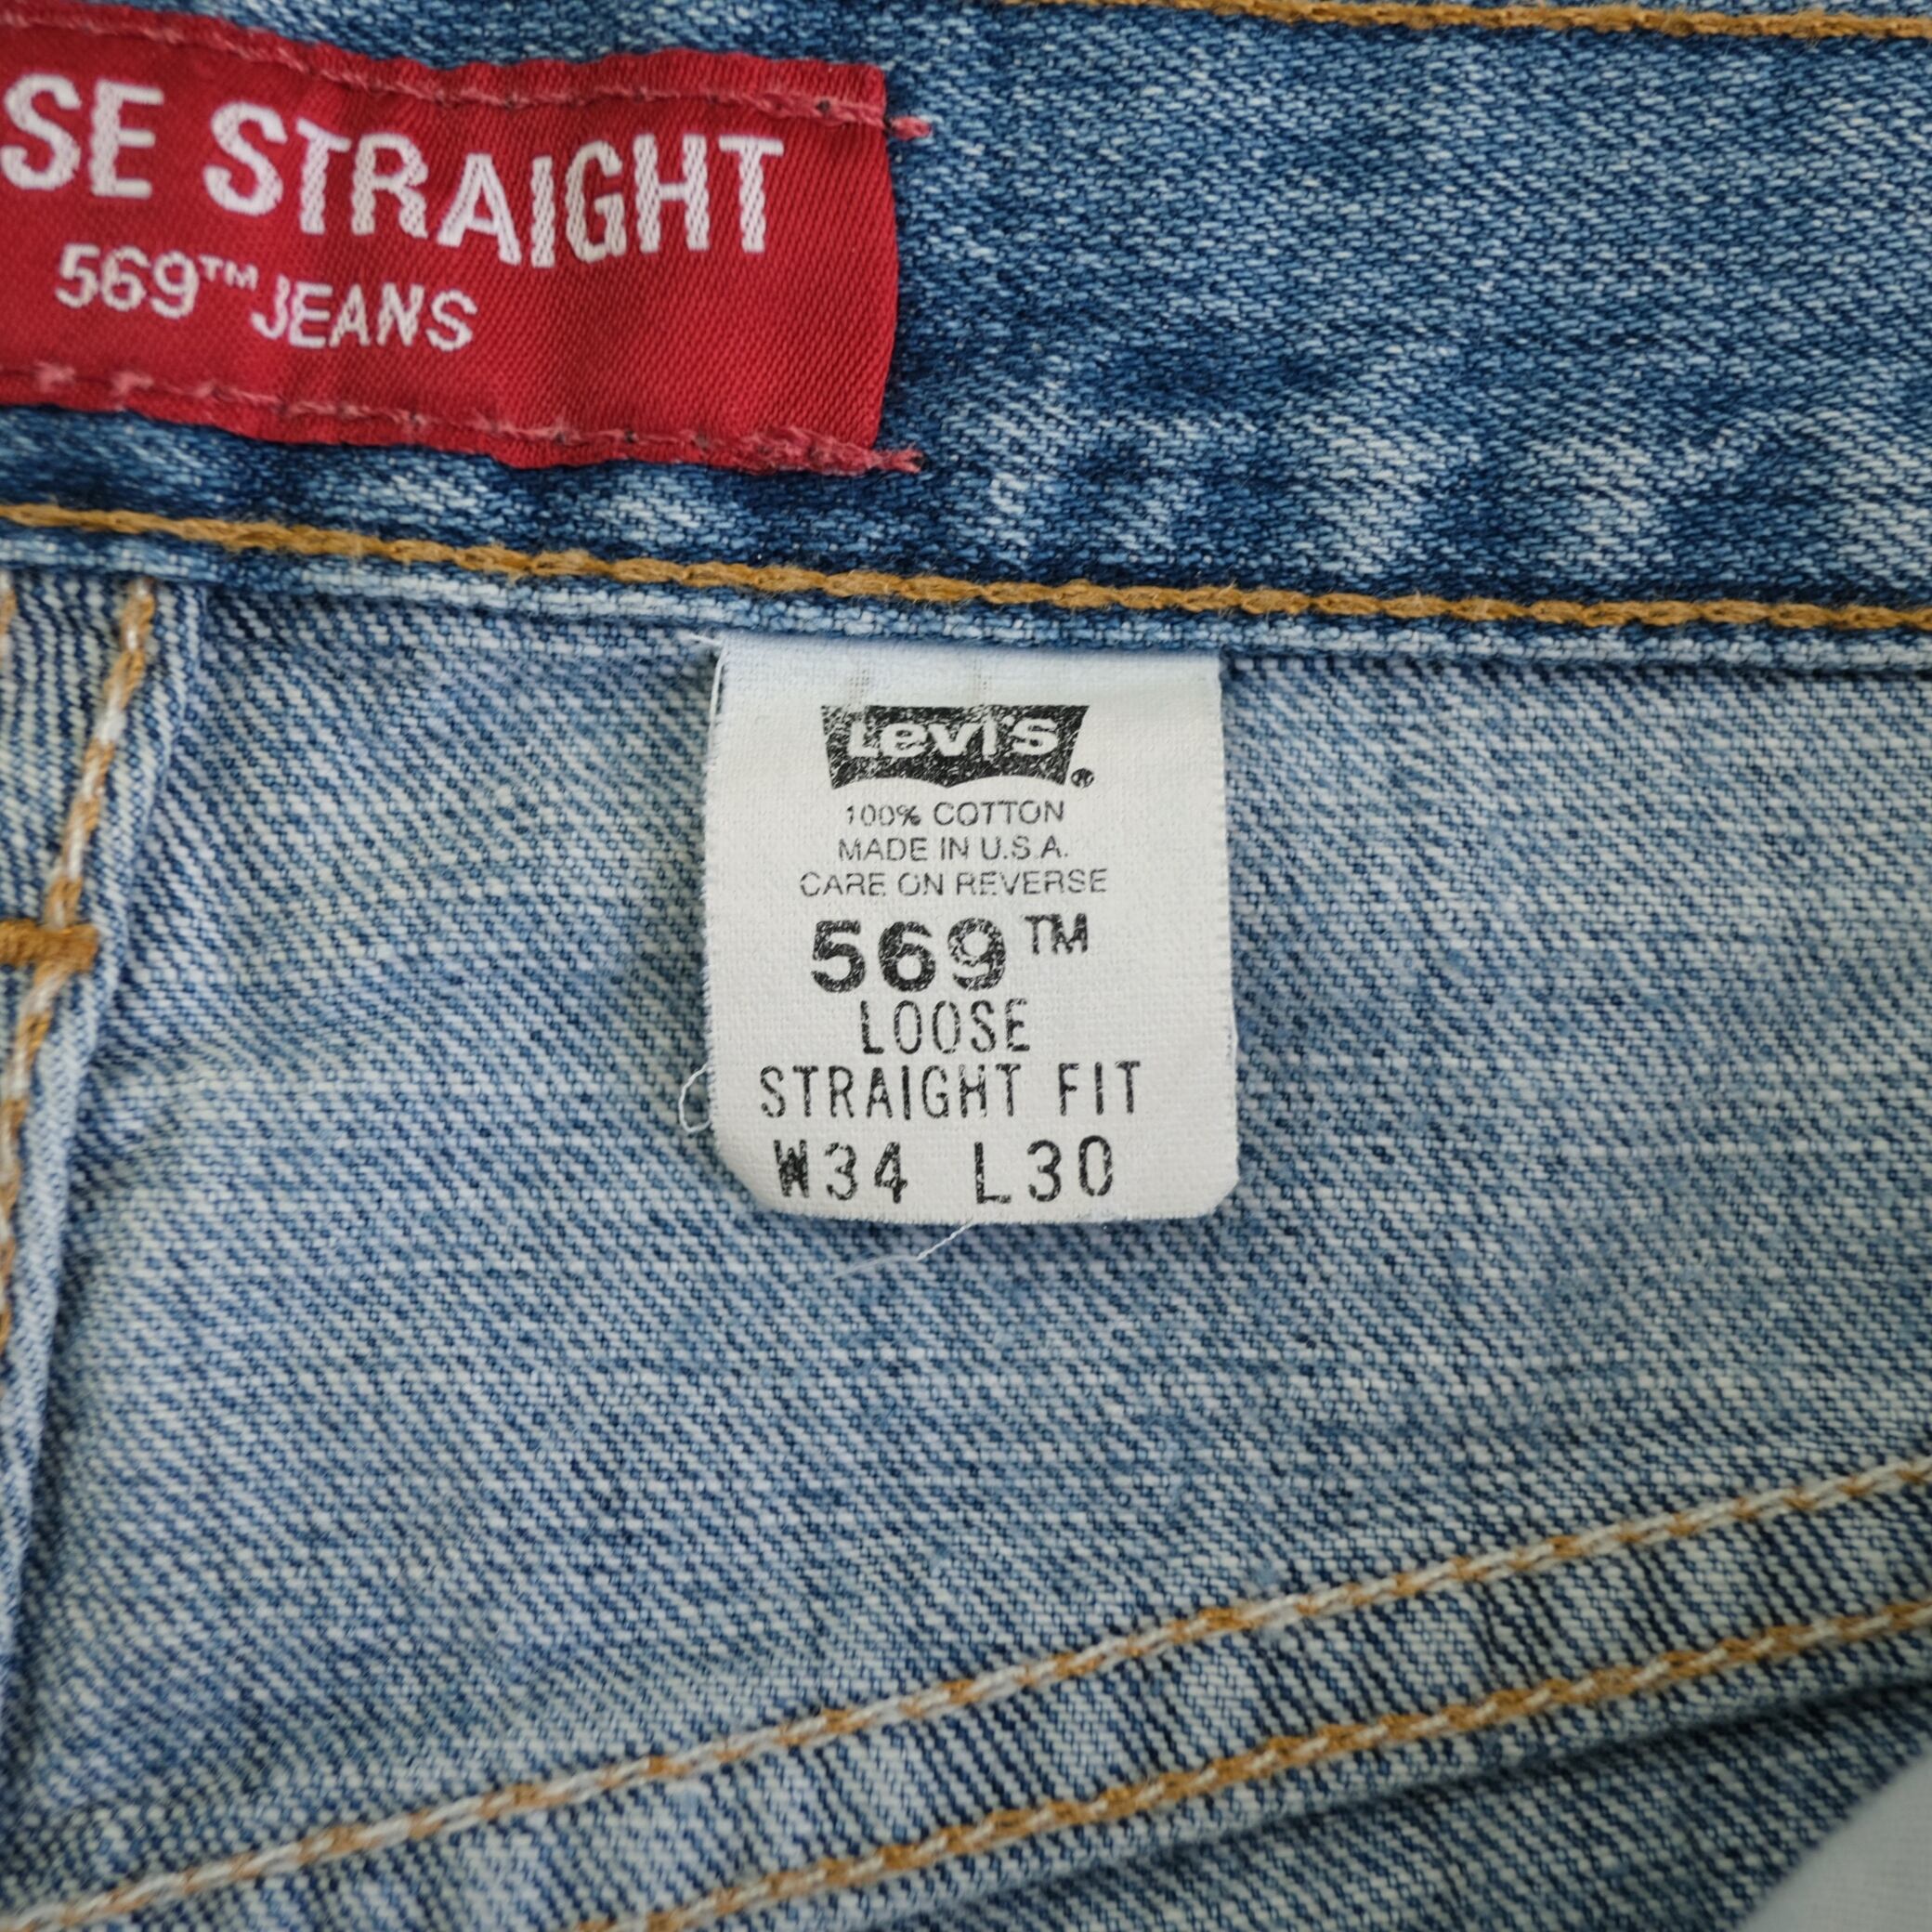 SE STRAIGHT
569™ JEANS
Levi's®
100% COTTON
MADE IN U.S.A.
CARE ON REVERSE
569™
LOOSE
STRAIGHT FIT
W34 L30